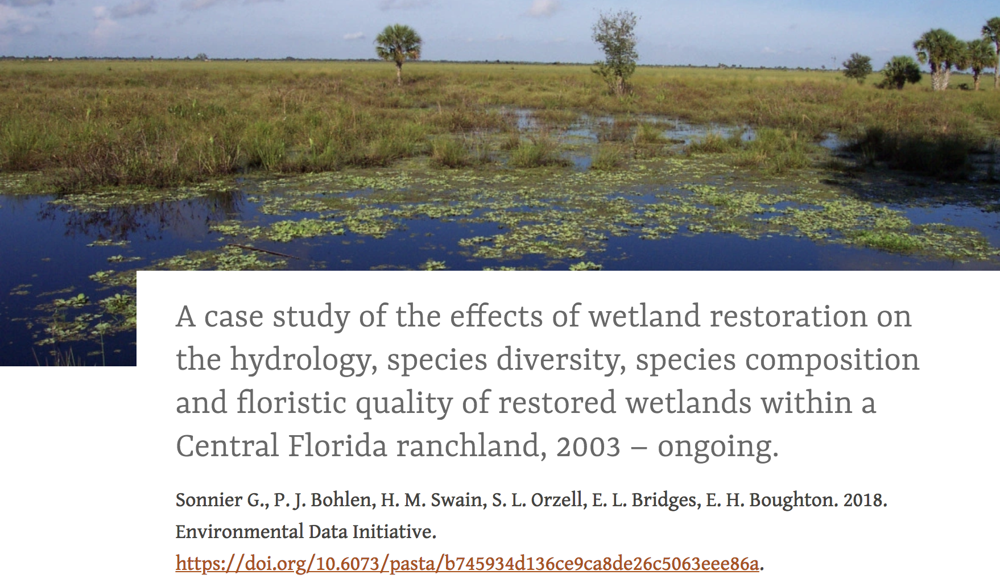 A case study of the effects of wetland restoration on
the hydrology, species diversity, species composition
and floristic quality of restored wetlands within a
Central Florida ranchland, 2003 – ongoing.
Sonnier G., P. J. Bohlen, H. M. Swain, S. L. Orzell, E. L. Bridges, E. H. Boughton. 2018.
Environmental Data Initiative.
https://doi.org/10.6073/pasta/b745934d136ce9ca8de26c5063eee86a.